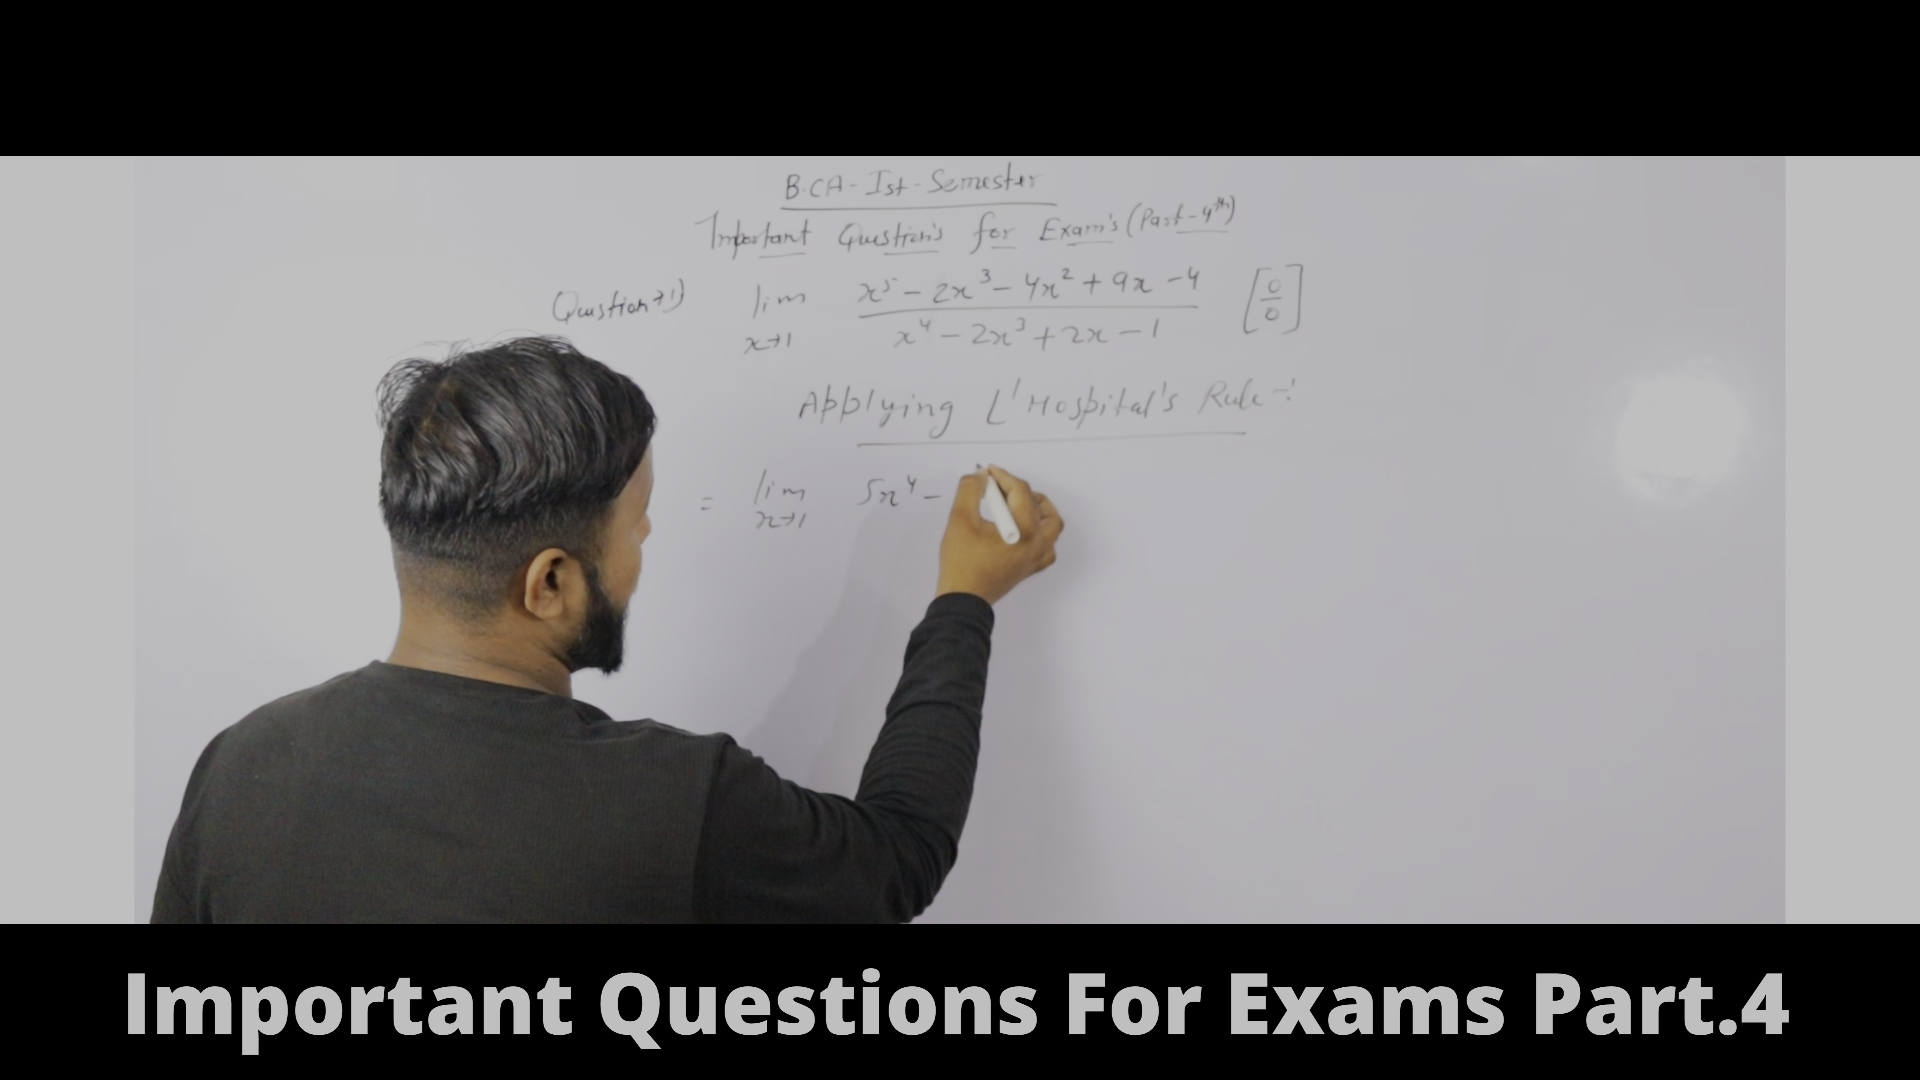 B.CA-Ist-Semester
Important Question's for Exam's (Part-4th)
Question→1) lim x→1 x⁵ - 2x³ - 4x² + 9x - 4 / x⁴ - 2x³ + 2x - 1 [0/0]
Applying L'Hospital's Rule:-
= lim x→1 5x⁴ -
Important Questions For Exams Part.4